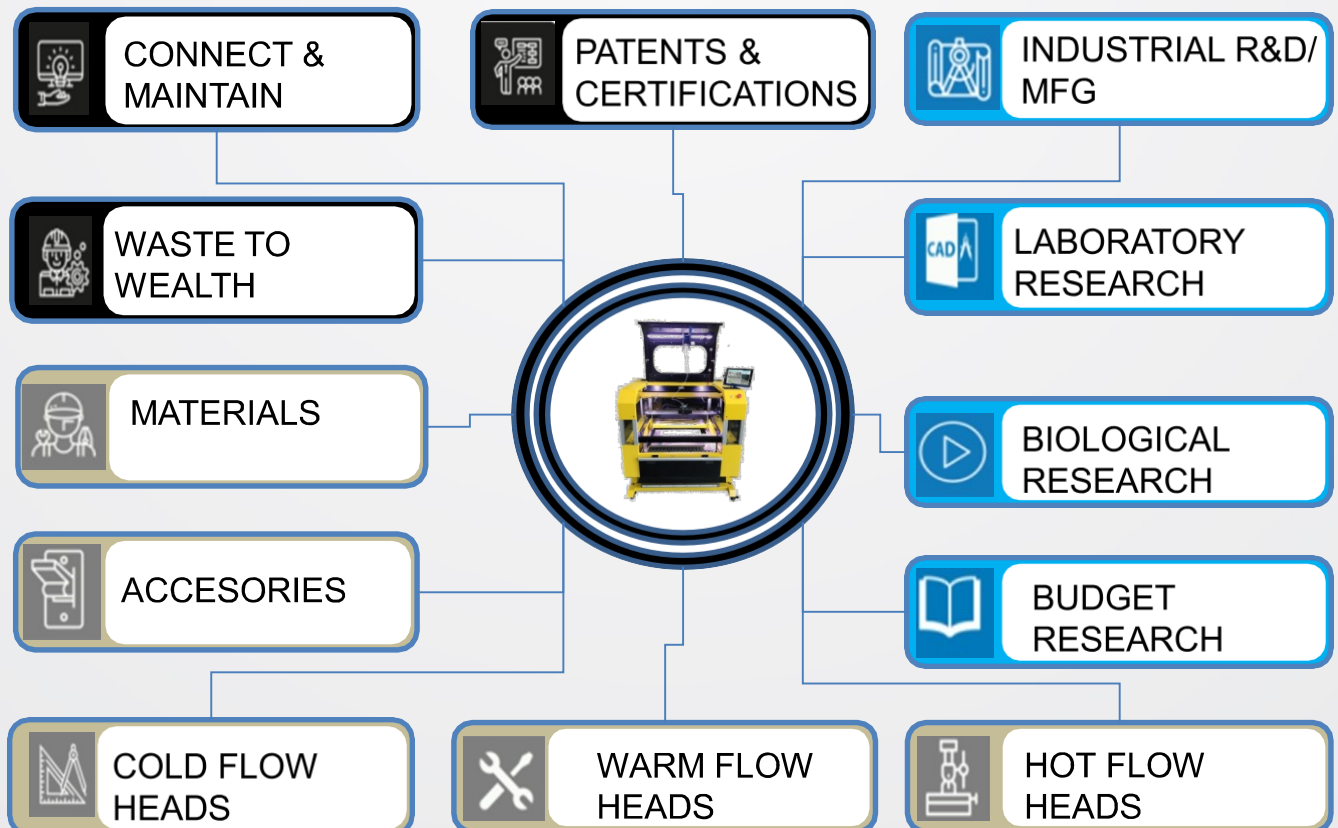 CONNECT &
MAINTAIN
PATENTS &
CERTIFICATIONS
INDUSTRIAL R&D/
MFG
WASTE TO
WEALTH
CAD
LABORATORY
RESEARCH
MATERIALS
BIOLOGICAL
RESEARCH
ACCESORIES
BUDGET
RESEARCH
COLD FLOW
HEADS
WARM FLOW
HEADS
HOT FLOW
HEADS